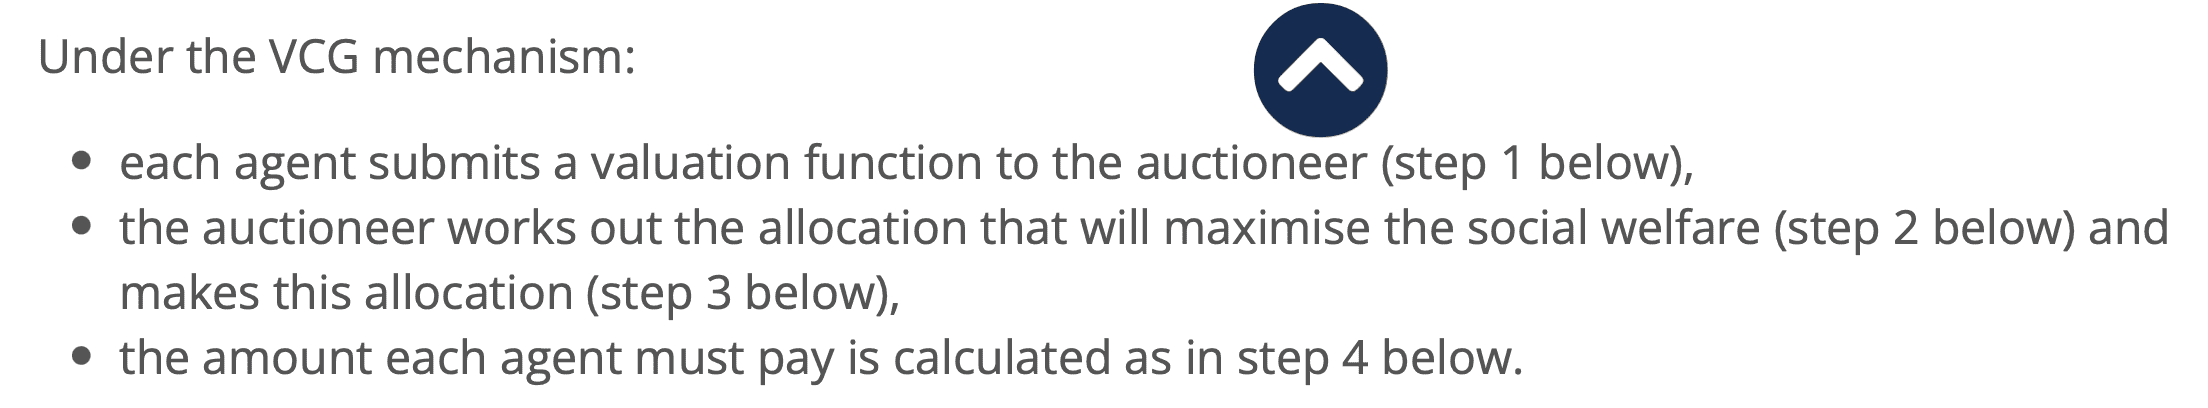 Under the VCG mechanism:
• each agent submits a valuation function to the auctioneer (step 1 below),
• the auctioneer works out the allocation that will maximise the social welfare (step 2 below) and
makes this allocation (step 3 below),
• the amount each agent must pay is calculated as in step 4 below.